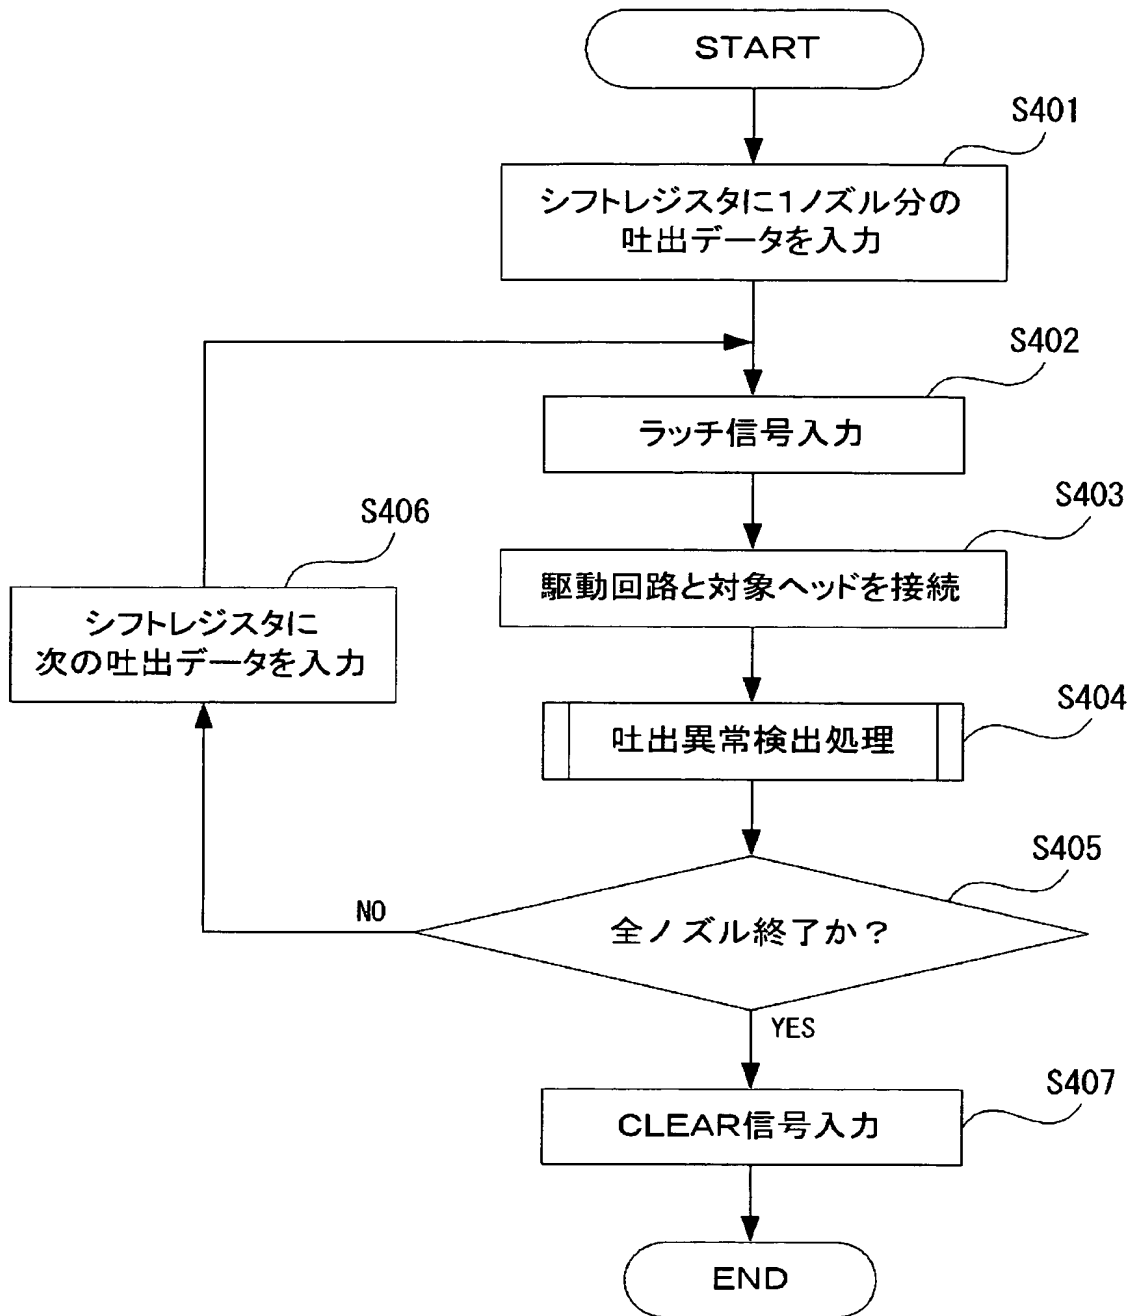 START
S401
シフトレジスタに1ノズル分の
吐出データを入力
S402
ラッチ信号入力
S403
駆動回路と対象ヘッドを接続
S406
シフトレジスタに
次の吐出データを入力
S404
吐出異常検出処理
S405
全ノズル終了か？
NO
YES
S407
CLEAR信号入力
END